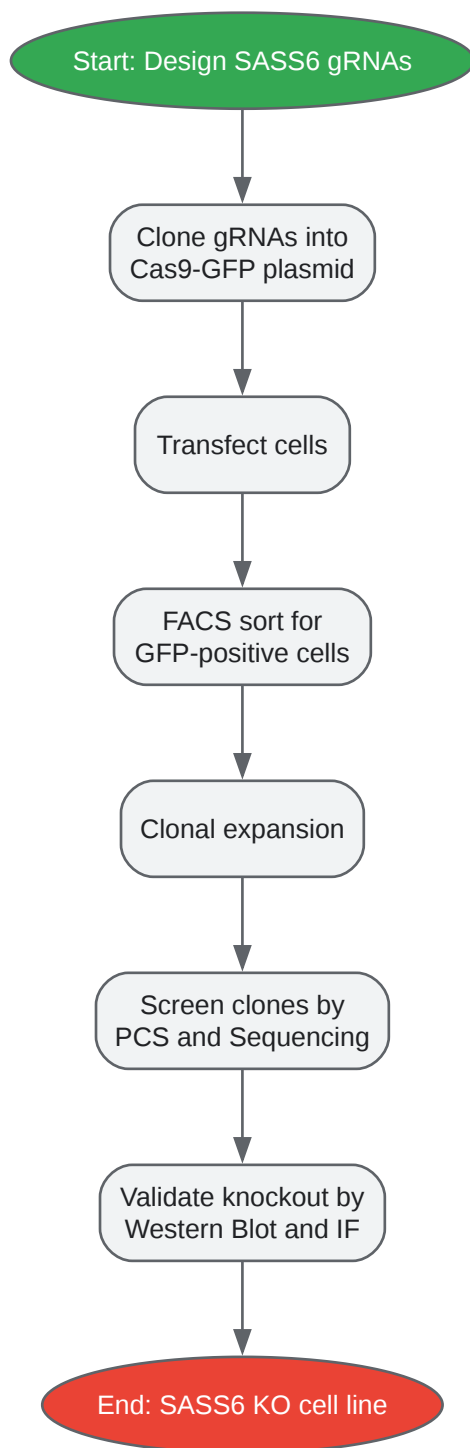 Start: Design SASS6 gRNAs
Clone gRNAs into
Cas9-GFP plasmid
Transfect cells
FACS sort for
GFP-positive cells
Clonal expansion
Screen clones by
PCS and Sequencing
Validate knockout by
Western Blot and IF
End: SASS6 KO cell line